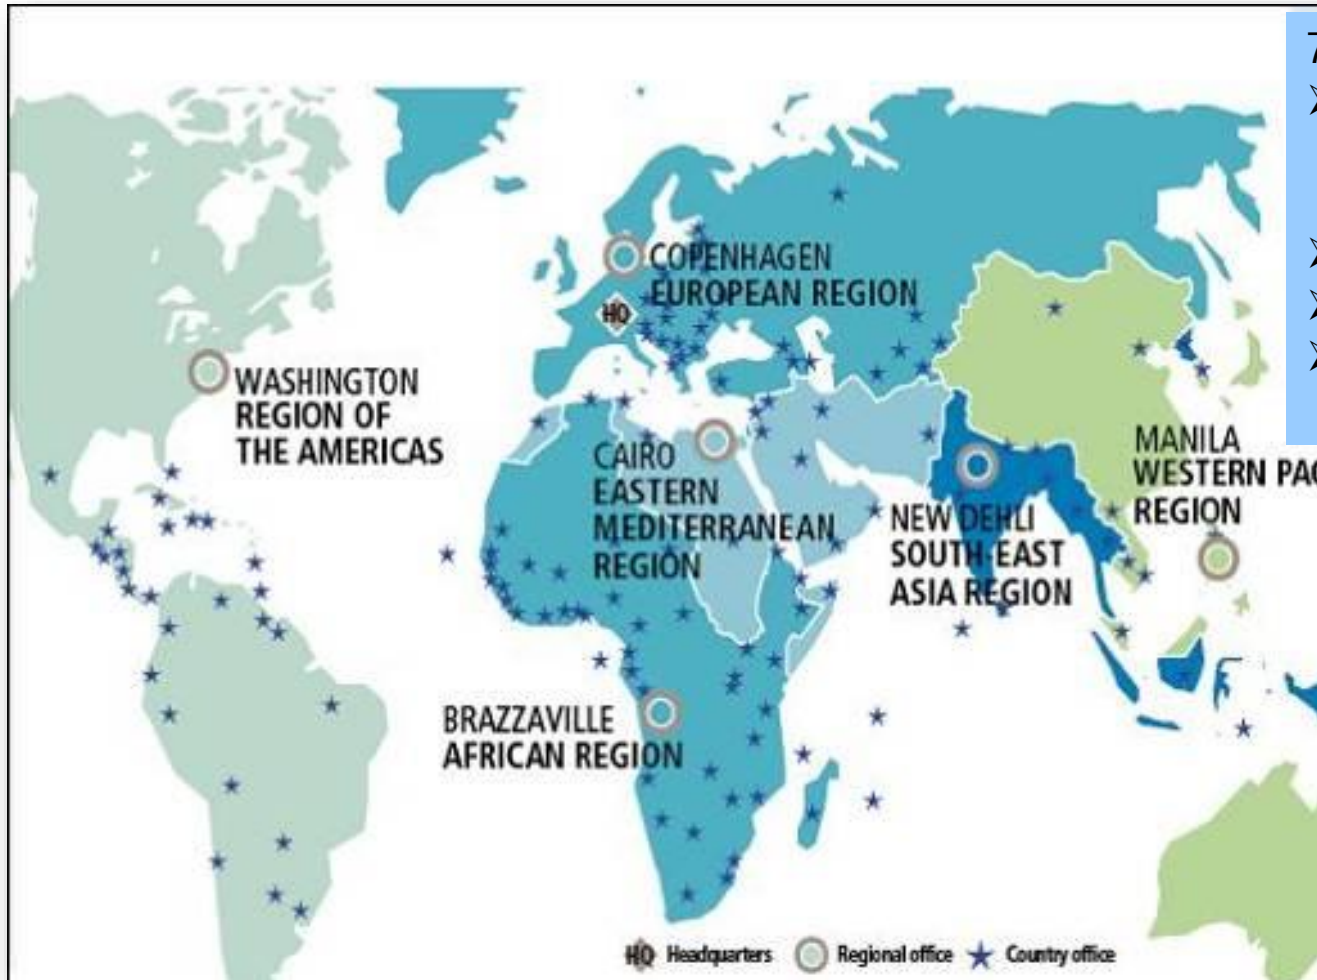 7
➢
➢
➢
➢
COPENHAGEN
EUROPEAN REGION
HQ
WASHINGTON
REGION OF
THE AMERICAS
CAIRO
EASTERN
MEDITERRANEAN
REGION
MANILA
WESTERN PAC
REGION
NEW DEHLI
SOUTH-EAST
ASIA REGION
BRAZZAVILLE
AFRICAN REGION
HQ Headquarters Regional office Country office